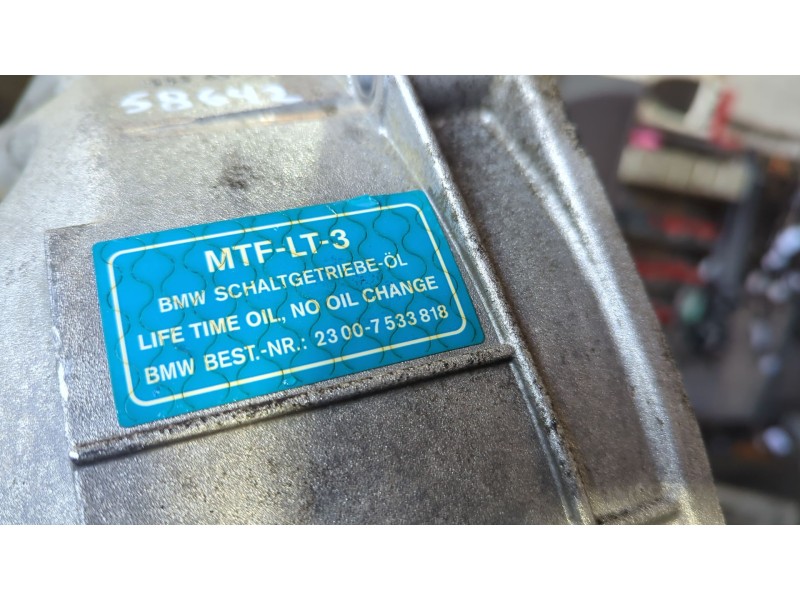 58642
MTF-LT-3
BMW SCHALTGETRIEBE-ÖL
LIFE TIME OIL, NO OIL CHANGE
BMW BEST.-NR.: 23 00-7 533 818